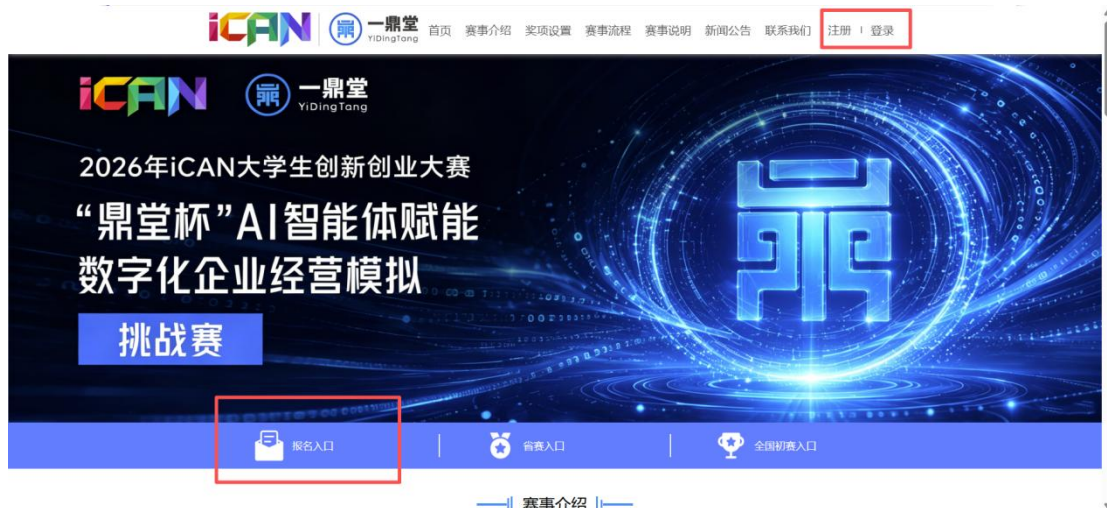 iCAN 一鼎堂 YiDingTang 首页 赛事介绍 奖项设置 赛事流程 赛事说明 新闻公告 联系我们 注册 | 登录
iCAN 一鼎堂
YiDingTang
2026年iCAN大学生创新创业大赛
“鼎堂杯”AI智能体赋能
数字化企业经营模拟
挑战赛
报名入口 省赛入口 全国初赛入口
赛事介绍